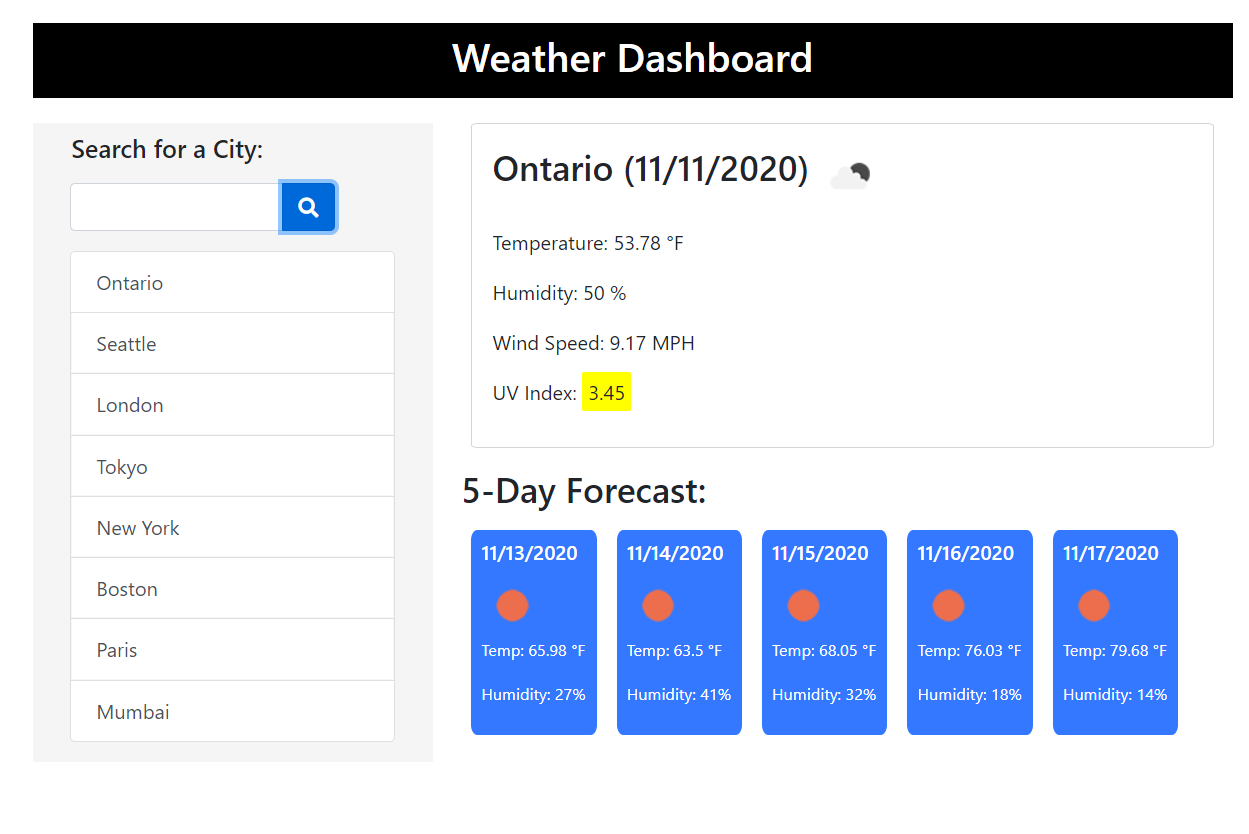 Weather Dashboard
Search for a City:
Ontario
Seattle
London
Tokyo
New York
Boston
Paris
Mumbai
Ontario (11/11/2020)
Temperature: 53.78 °F
Humidity: 50 %
Wind Speed: 9.17 MPH
UV Index: 3.45
5-Day Forecast:
11/13/2020
Temp: 65.98 °F
Humidity: 27%
11/14/2020
Temp: 63.5 °F
Humidity: 41%
11/15/2020
Temp: 68.05 °F
Humidity: 32%
11/16/2020
Temp: 76.03 °F
Humidity: 18%
11/17/2020
Temp: 79.68 °F
Humidity: 14%